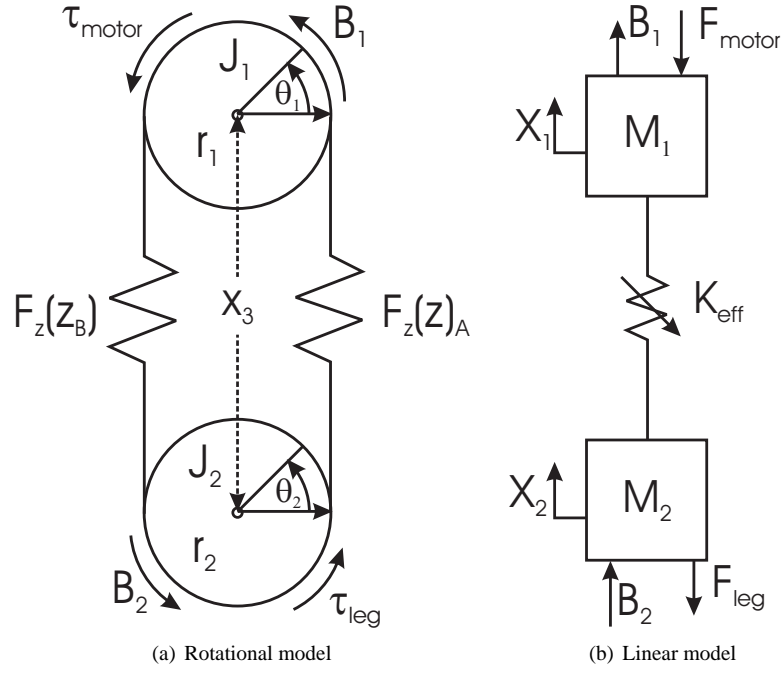 τmotor
B1
J1
θ1
r1
Fz(zB)
x3
Fz(z)A
J2
θ2
r2
B2
τleg
(a) Rotational model
B1
Fmotor
X1
M1
Keff
X2
M2
B2
Fleg
(b) Linear model